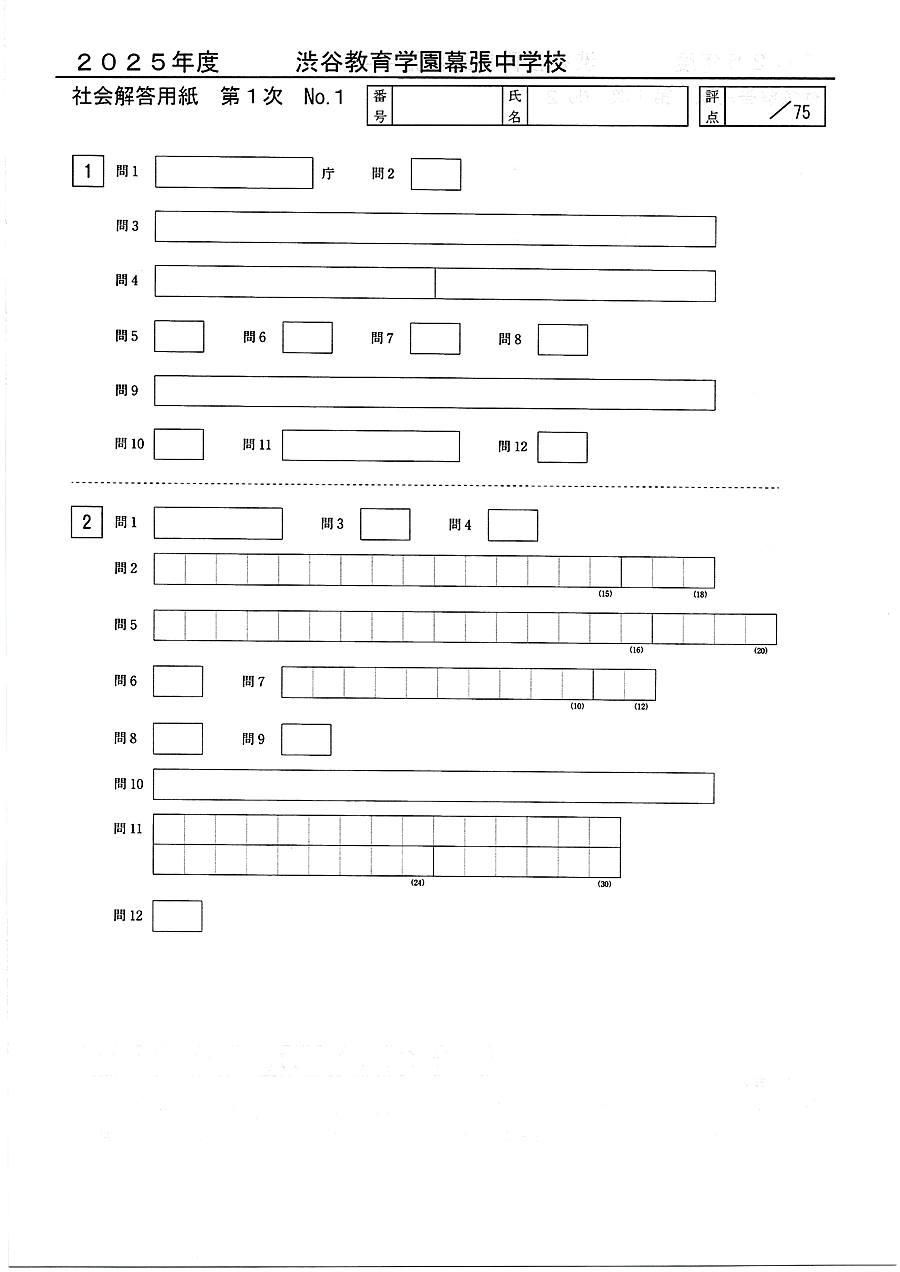 2025年度 渋谷教育学園幕張中学校
社会解答用紙 第1次 No.1 番号 氏名 評点 /75
1 問1 庁 問2
問3
問4
問5 問6 問7 問8
問9
問10 問11 問12
2 問1 問3 問4
問2
(15) (18)
問5
(16) (20)
問6 問7
(10) (12)
問8 問9
問10
問11
(24) (30)
問12